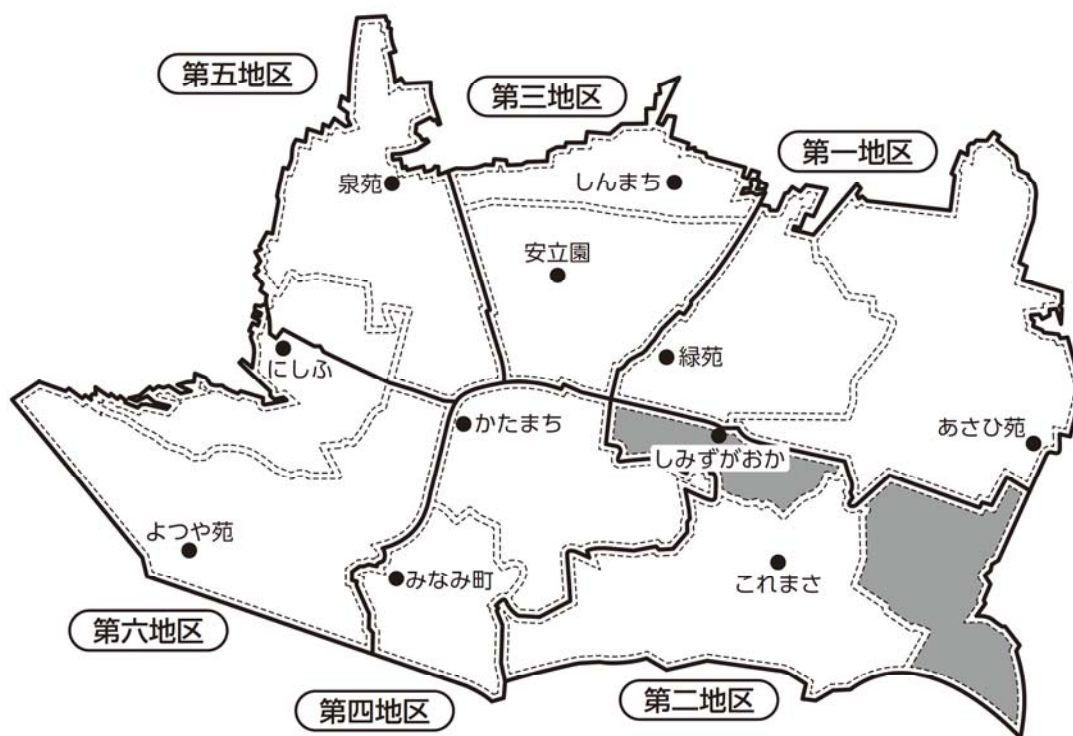 第五地区
第三地区
第一地区
泉苑
しんまち
安立園
にしふ
緑苑
かたまち
あさひ苑
しみずがおか
よつや苑
みなみ町
これまさ
第六地区
第四地区
第二地区